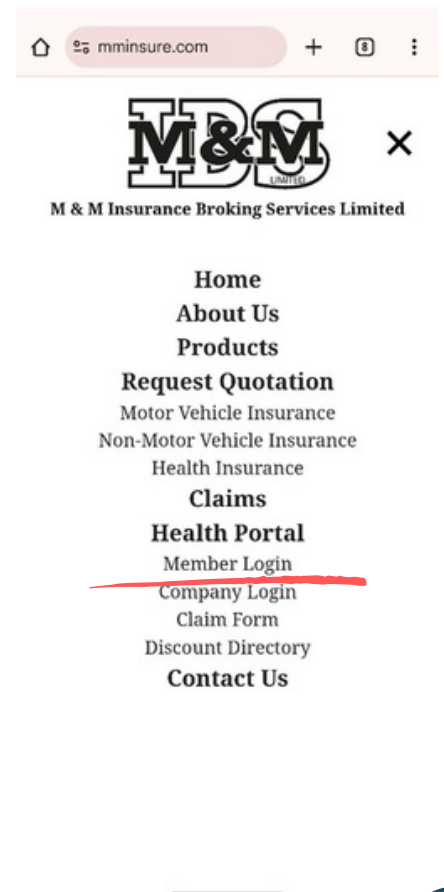 mminsure.com
8
IBS
M&M
LIMITED
M & M Insurance Broking Services Limited
Home
About Us
Products
Request Quotation
Motor Vehicle Insurance
Non-Motor Vehicle Insurance
Health Insurance
Claims
Health Portal
Member Login
Company Login
Claim Form
Discount Directory
Contact Us